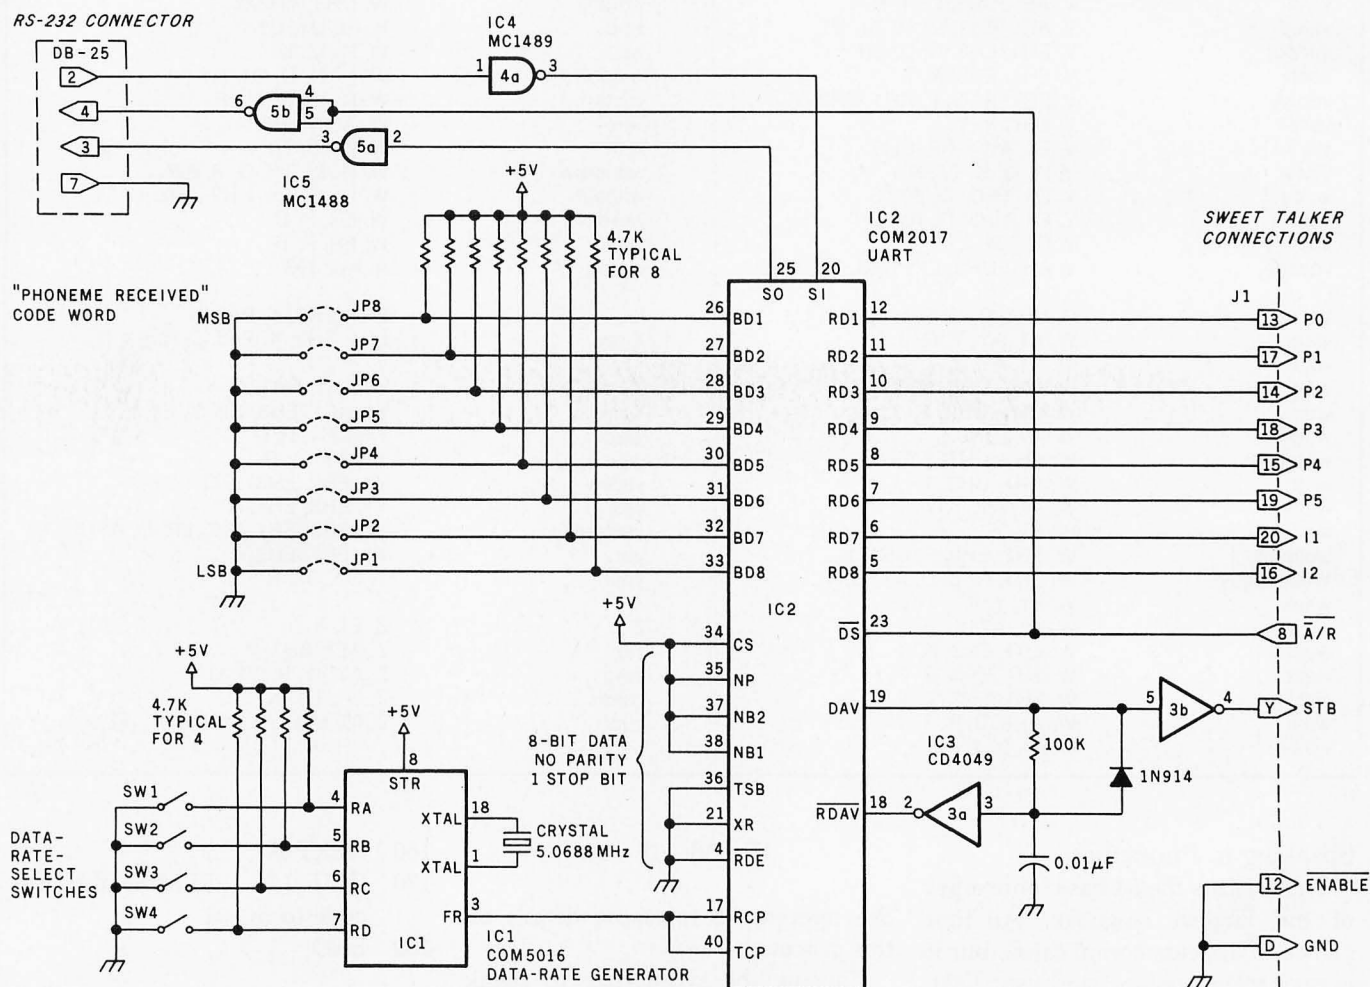 RS-232 CONNECTOR
DB-25
2
4
3
7
IC4
MC1489
1
4a
3
6
5b
4
5
3
5a
2
IC5
MC1488
+5V
4.7K
TYPICAL
FOR 8
IC2
COM2017
UART
SWEET TALKER
CONNECTIONS
"PHONEME RECEIVED"
CODE WORD
MSB
LSB
JP8
JP7
JP6
JP5
JP4
JP3
JP2
JP1
25
20
SO
SI
26
BD1
27
BD2
28
BD3
29
BD4
30
BD5
31
BD6
32
BD7
33
BD8
RD1
12
RD2
11
RD3
10
RD4
9
RD5
8
RD6
7
RD7
6
RD8
5
J1
13
P0
17
P1
14
P2
18
P3
15
P4
19
P5
20
I1
16
I2
IC2
DS
23
8
A/R
+5V
34
CS
35
NP
37
NB2
38
NB1
36
TSB
21
XR
4
RDE
8-BIT DATA
NO PARITY
1 STOP BIT
DAV
19
5
3b
4
Y
STB
100K
1N914
IC3
CD4049
RDAV
18
2
3a
3
0.01μF
12
ENABLE
D
GND
+5V
4.7K
TYPICAL
FOR 4
+5V
8
STR
SW1
SW2
SW3
SW4
DATA-
RATE-
SELECT
SWITCHES
4
RA
5
RB
6
RC
7
RD
XTAL
18
XTAL
1
CRYSTAL
5.0688MHz
FR
3
IC1
IC1
COM5016
DATA-RATE GENERATOR
17
RCP
40
TCP